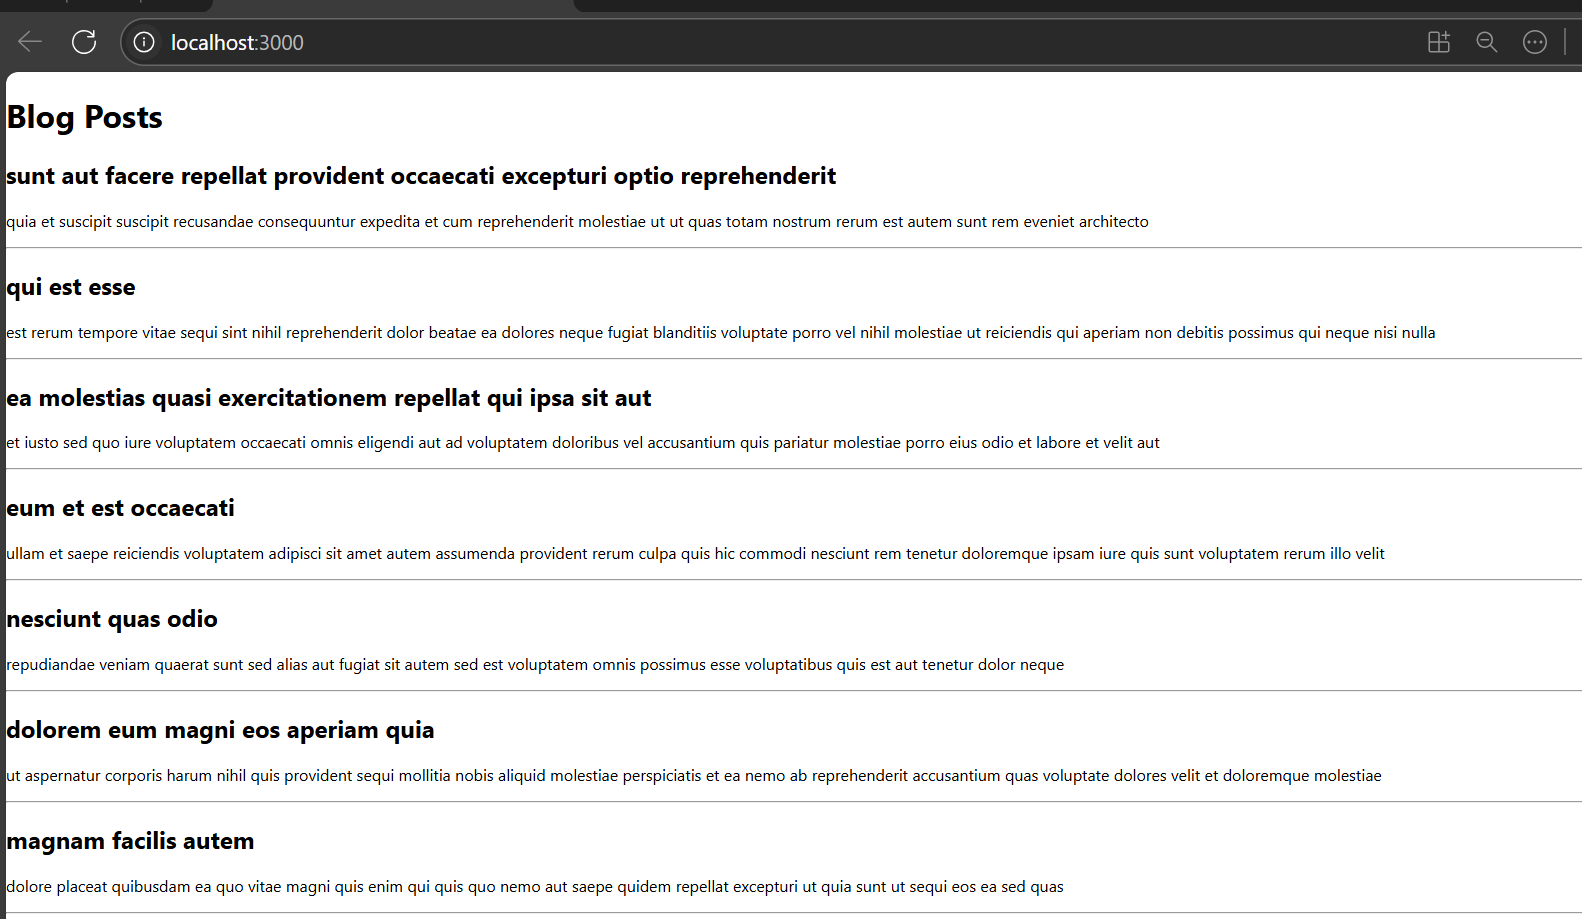 localhost:3000
Blog Posts
sunt aut facere repellat provident occaecati excepturi optio reprehenderit
quia et suscipit suscipit recusandae consequuntur expedita et cum reprehenderit molestiae ut ut quas totam nostrum rerum est autem sunt rem eveniet architecto
qui est esse
est rerum tempore vitae sequi sint nihil reprehenderit dolor beatae ea dolores neque fugiat blanditiis voluptate porro vel nihil molestiae ut reiciendis qui aperiam non debitis possimus qui neque nisi nulla
ea molestias quasi exercitationem repellat qui ipsa sit aut
et iusto sed quo iure voluptatem occaecati omnis eligendi aut ad voluptatem doloribus vel accusantium quis pariatur molestiae porro eius odio et labore et velit aut
eum et est occaecati
ullam et saepe reiciendis voluptatem adipisci sit amet autem assumenda provident rerum culpa quis hic commodi nesciunt rem tenetur doloremque ipsam iure quis sunt voluptatem rerum illo velit
nesciunt quas odio
repudiandae veniam quaerat sunt sed alias aut fugiat sit autem sed est voluptatem omnis possimus esse voluptatibus quis est aut tenetur dolor neque
dolorem eum magni eos aperiam quia
ut aspernatur corporis harum nihil quis provident sequi mollitia nobis aliquid molestiae perspiciatis et ea nemo ab reprehenderit accusantium quas voluptate dolores velit et doloremque molestiae
magnam facilis autem
dolore placeat quibusdam ea quo vitae magni quis enim qui quis quo nemo aut saepe quidem repellat excepturi ut quia sunt ut sequi eos ea sed quas